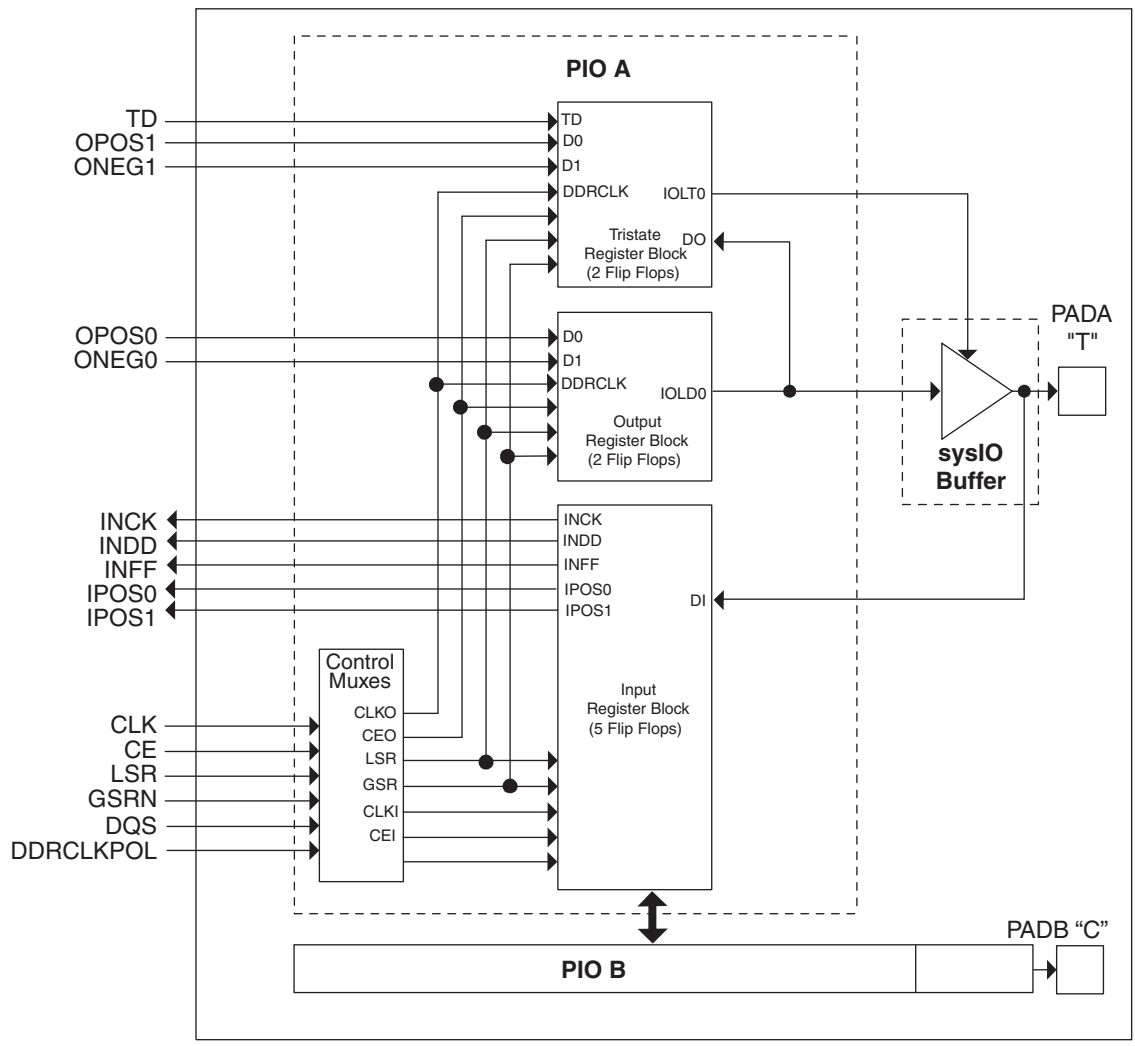 PIO A
TD
OPOS1
ONEG1
TD
D0
D1
DDRCLK
IOLT0
DO
Tristate
Register Block
(2 Flip Flops)
OPOS0
ONEG0
D0
D1
DDRCLK
IOLD0
Output
Register Block
(2 Flip Flops)
PADA
"T"
sysIO
Buffer
INCK
INDD
INFF
IPOS0
IPOS1
INCK
INDD
INFF
IPOS0
IPOS1
DI
Input
Register Block
(5 Flip Flops)
Control
Muxes
CLKO
CEO
LSR
GSR
CLKI
CEI
CLK
CE
LSR
GSRN
DQS
DDRCLKPOL
PADB “C”
PIO B